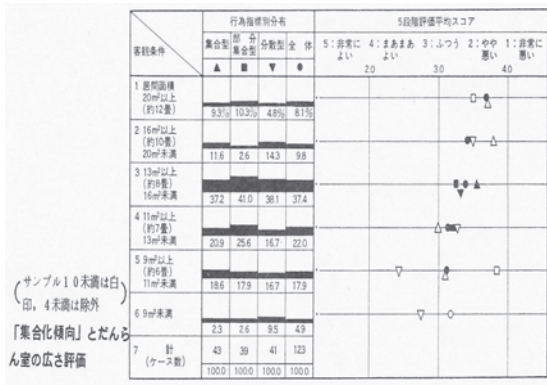 客観条件
行為指標別分布
集合型 部分集合型 分散型 全体
▲ ■ ▼ ●
5段階評価平均スコア
5：非常によい 4：まあまあよい 3：ふつう 2：やや悪い 1：非常に悪い
2.0 3.0 4.0
1 居間面積
20㎡以上
(約12畳)
9.3% 10.3% 4.8% 8.1%
2 16㎡以上
(約10畳)
20㎡未満
11.6 2.6 14.3 9.8
3 13㎡以上
(約8畳)
16㎡未満
37.2 41.0 38.1 37.4
4 11㎡以上
(約7畳)
13㎡未満
20.9 25.6 16.7 22.0
5 9㎡以上
(約6畳)
11㎡未満
18.6 17.9 16.7 17.9
6 9㎡未満
2.3 2.6 9.5 4.9
7 計
(ケース数)
43 39 41 123
100.0 100.0 100.0 100.0
(サンプル10未満は白
印，4未満は除外)
「集合化傾向」とだんら
ん室の広さ評価